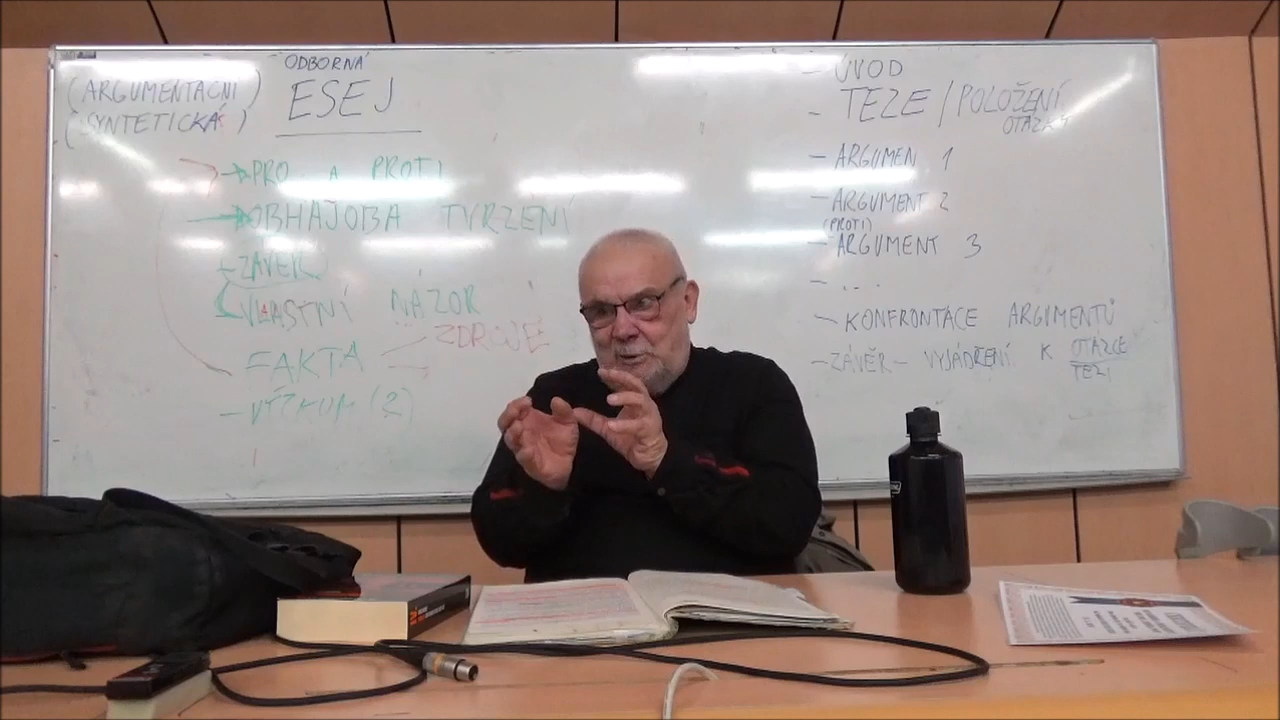 ODBORNÁ
(ARGUMENTAČNÍ) ESEJ
(SYNTETICKÁ)
PRO A PROTI
OBHAJOBA TVRZENÍ
ZÁVĚR
VLASTNÍ NÁZOR
ZDROJE
FAKTA
- VÝZKUM (?)
- ÚVOD
- TEZE / POLOŽENÍ
OTÁZKY
- ARGUMEN 1
- ARGUMENT 2
(PROTI)
- ARGUMENT 3
- ...
- KONFRONTACE ARGUMENTŮ
- ZÁVĚR - VYJÁDŘENÍ K OTÁZCE
TEZI